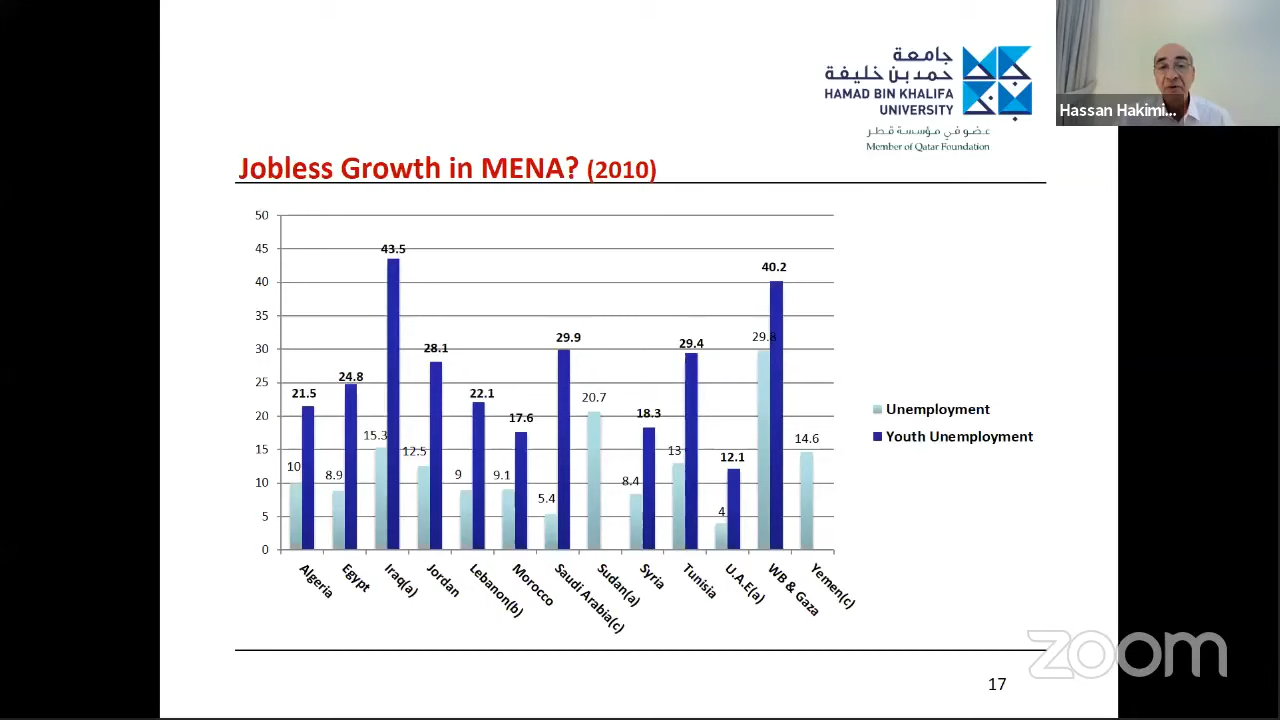 جامعة
حمد بن خليفة
HAMAD BIN KHALIFA
UNIVERSITY
عضو في مؤسسة قطر
Member of Qatar Foundation
Hassan Hakimi...
Jobless Growth in MENA? (2010)
50
45
40
35
30
25
20
15
10
5
0
10
21.5
8.9
24.8
15.3
43.5
12.5
28.1
9
22.1
9.1
17.6
5.4
29.9
20.7
8.4
18.3
13
29.4
4
12.1
29.8
40.2
14.6
Algeria
Egypt
Iraq(a)
Jordan
Lebanon(b)
Morocco
Saudi Arabia(c)
Sudan(a)
Syria
Tunisia
U.A.E(a)
WB & Gaza
Yemen(c)
Unemployment
Youth Unemployment
zoom
17